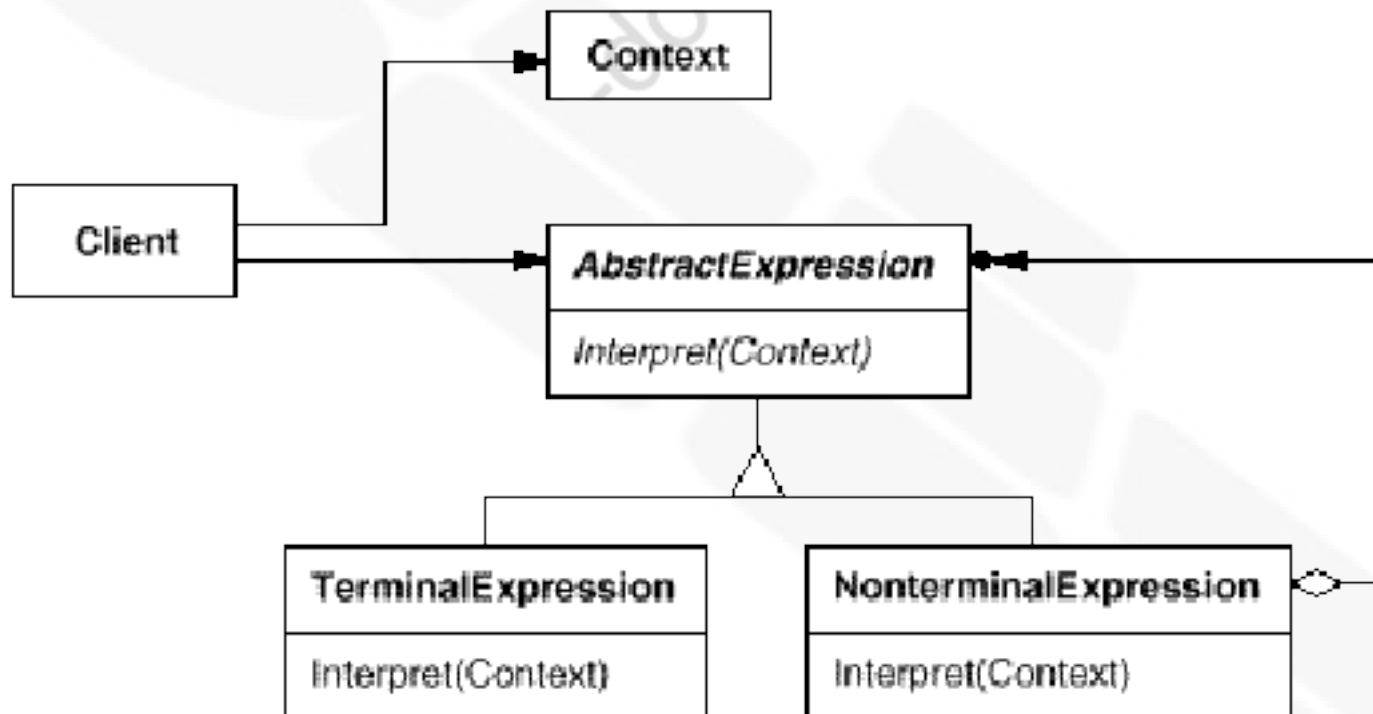 Context
Client
AbstractExpression
Interpret(Context)
TerminalExpression
NonterminalExpression
Interpret(Context)
Interpret(Context)